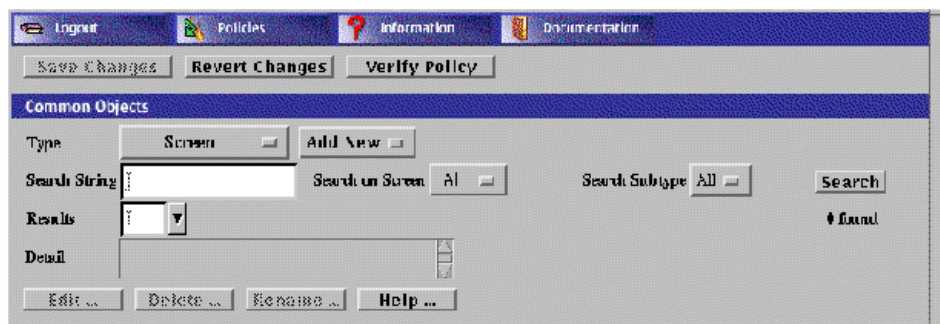 Logout Policies Information Documentation
Save Changes Revert Changes Verify Policy
Common Objects
Type Screen Add New
Search String Search on Screen All Search Subtype All Search
Results found
Detail
Edit ... Delete ... Rename ... Help ...